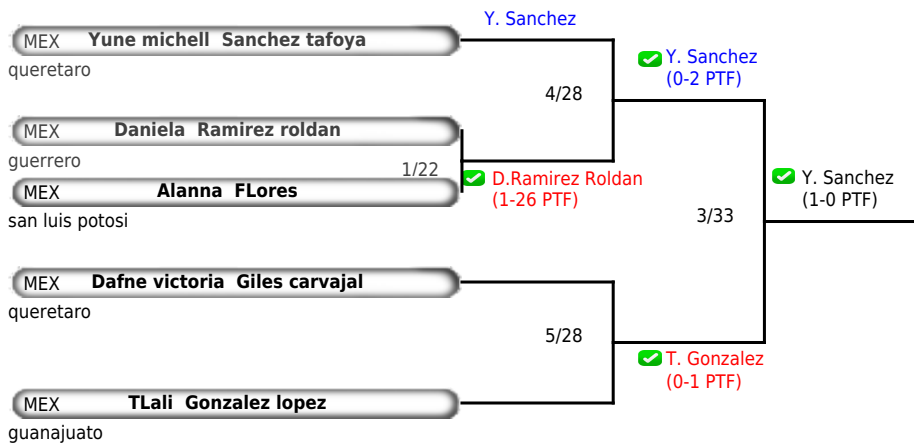 Y. Sanchez
MEX Yune michell Sanchez tafoya
queretaro
Y. Sanchez
(0-2 PTF)
4/28
MEX Daniela Ramirez roldan
guerrero
1/22
D.Ramirez Roldan
(1-26 PTF)
MEX Alanna FLores
san luis potosi
Y. Sanchez
(1-0 PTF)
3/33
MEX Dafne victoria Giles carvajal
queretaro
5/28
T. Gonzalez
(0-1 PTF)
MEX TLali Gonzalez lopez
guanajuato